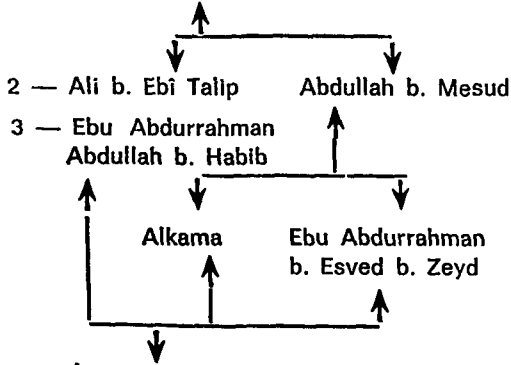 2 — Ali b. Ebî Talip Abdullah b. Mesud
3 — Ebu Abdurrahman
Abdullah b. Habib
Alkama Ebu Abdurrahman
b. Esved b. Zeyd